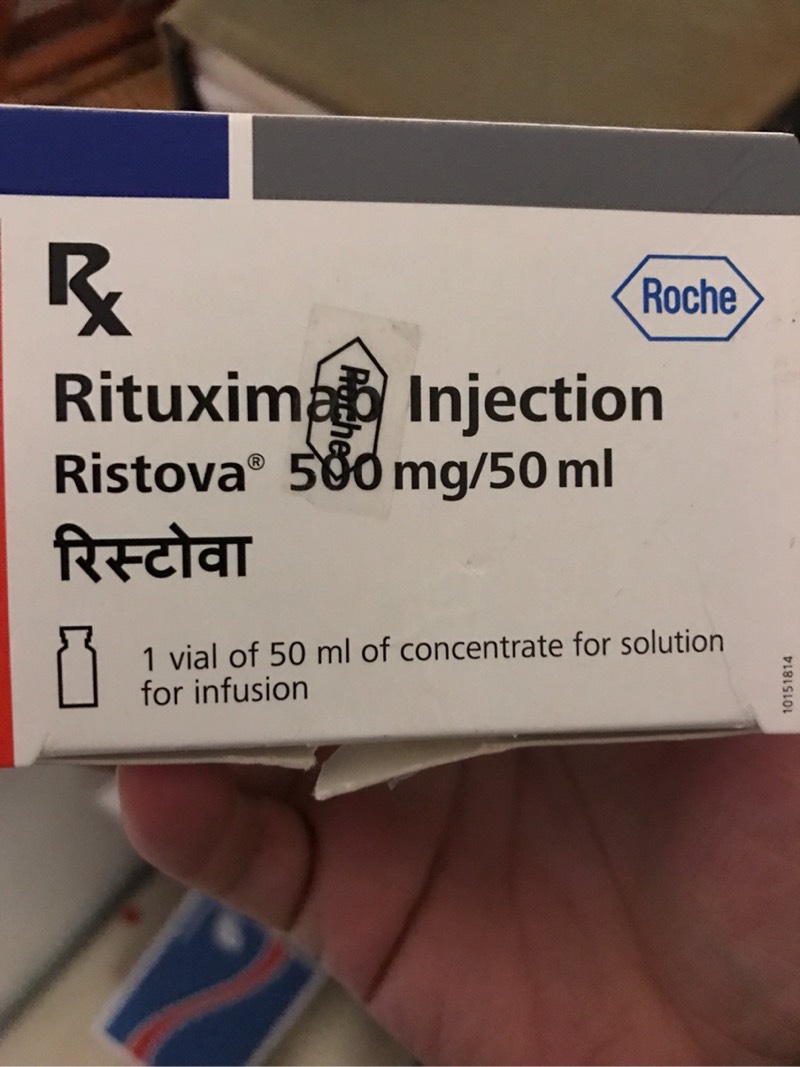 Rx
Roche
Rituximab Injection
Roche
Ristova® 500 mg/50 ml
रिस्टोवा
1 vial of 50 ml of concentrate for solution
for infusion
10151814